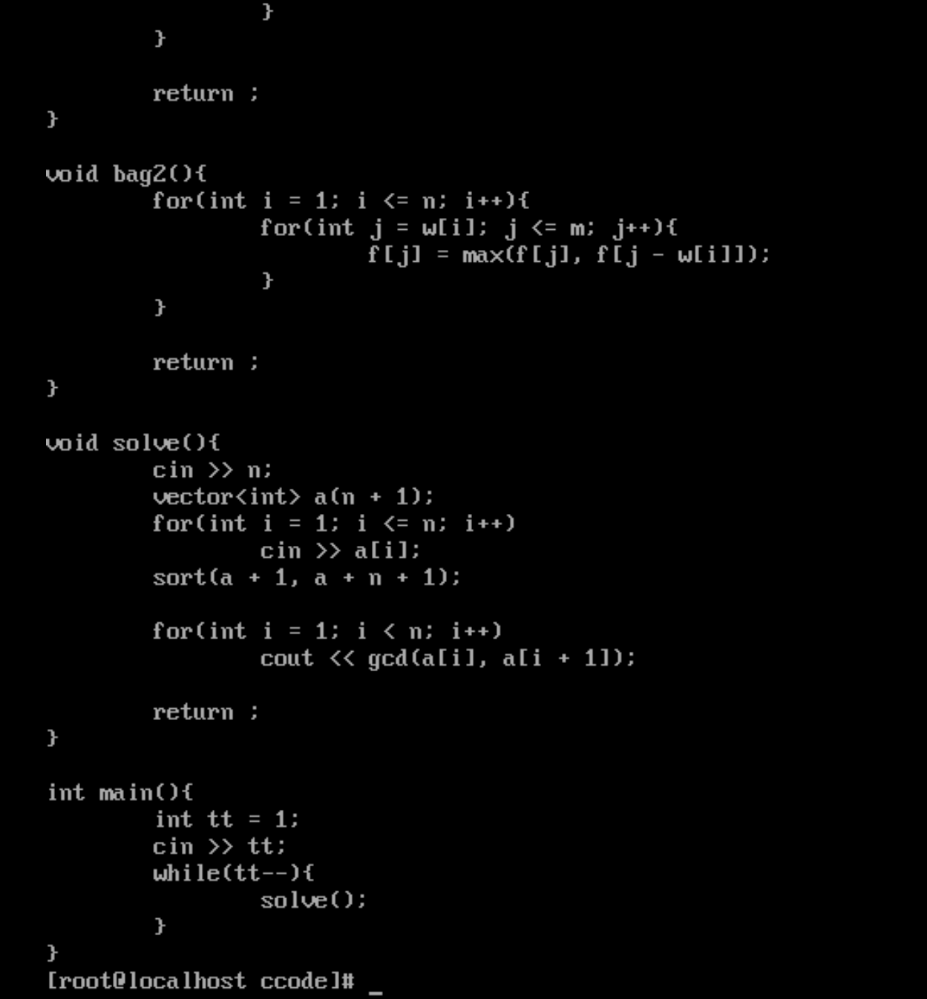 }
        }

        return ;
}

void bag2(){
        for(int i = 1; i <= n; i++){
                for(int j = w[i]; j <= m; j++){
                        f[j] = max(f[j], f[j - w[i]]);
                }
        }

        return ;
}

void solve(){
        cin >> n;
        vector<int> a(n + 1);
        for(int i = 1; i <= n; i++)
                cin >> a[i];
        sort(a + 1, a + n + 1);

        for(int i = 1; i < n; i++)
                cout << gcd(a[i], a[i + 1]);

        return ;
}

int main(){
        int tt = 1;
        cin >> tt;
        while(tt--){
                solve();
        }
}
[root@localhost ccode]# _